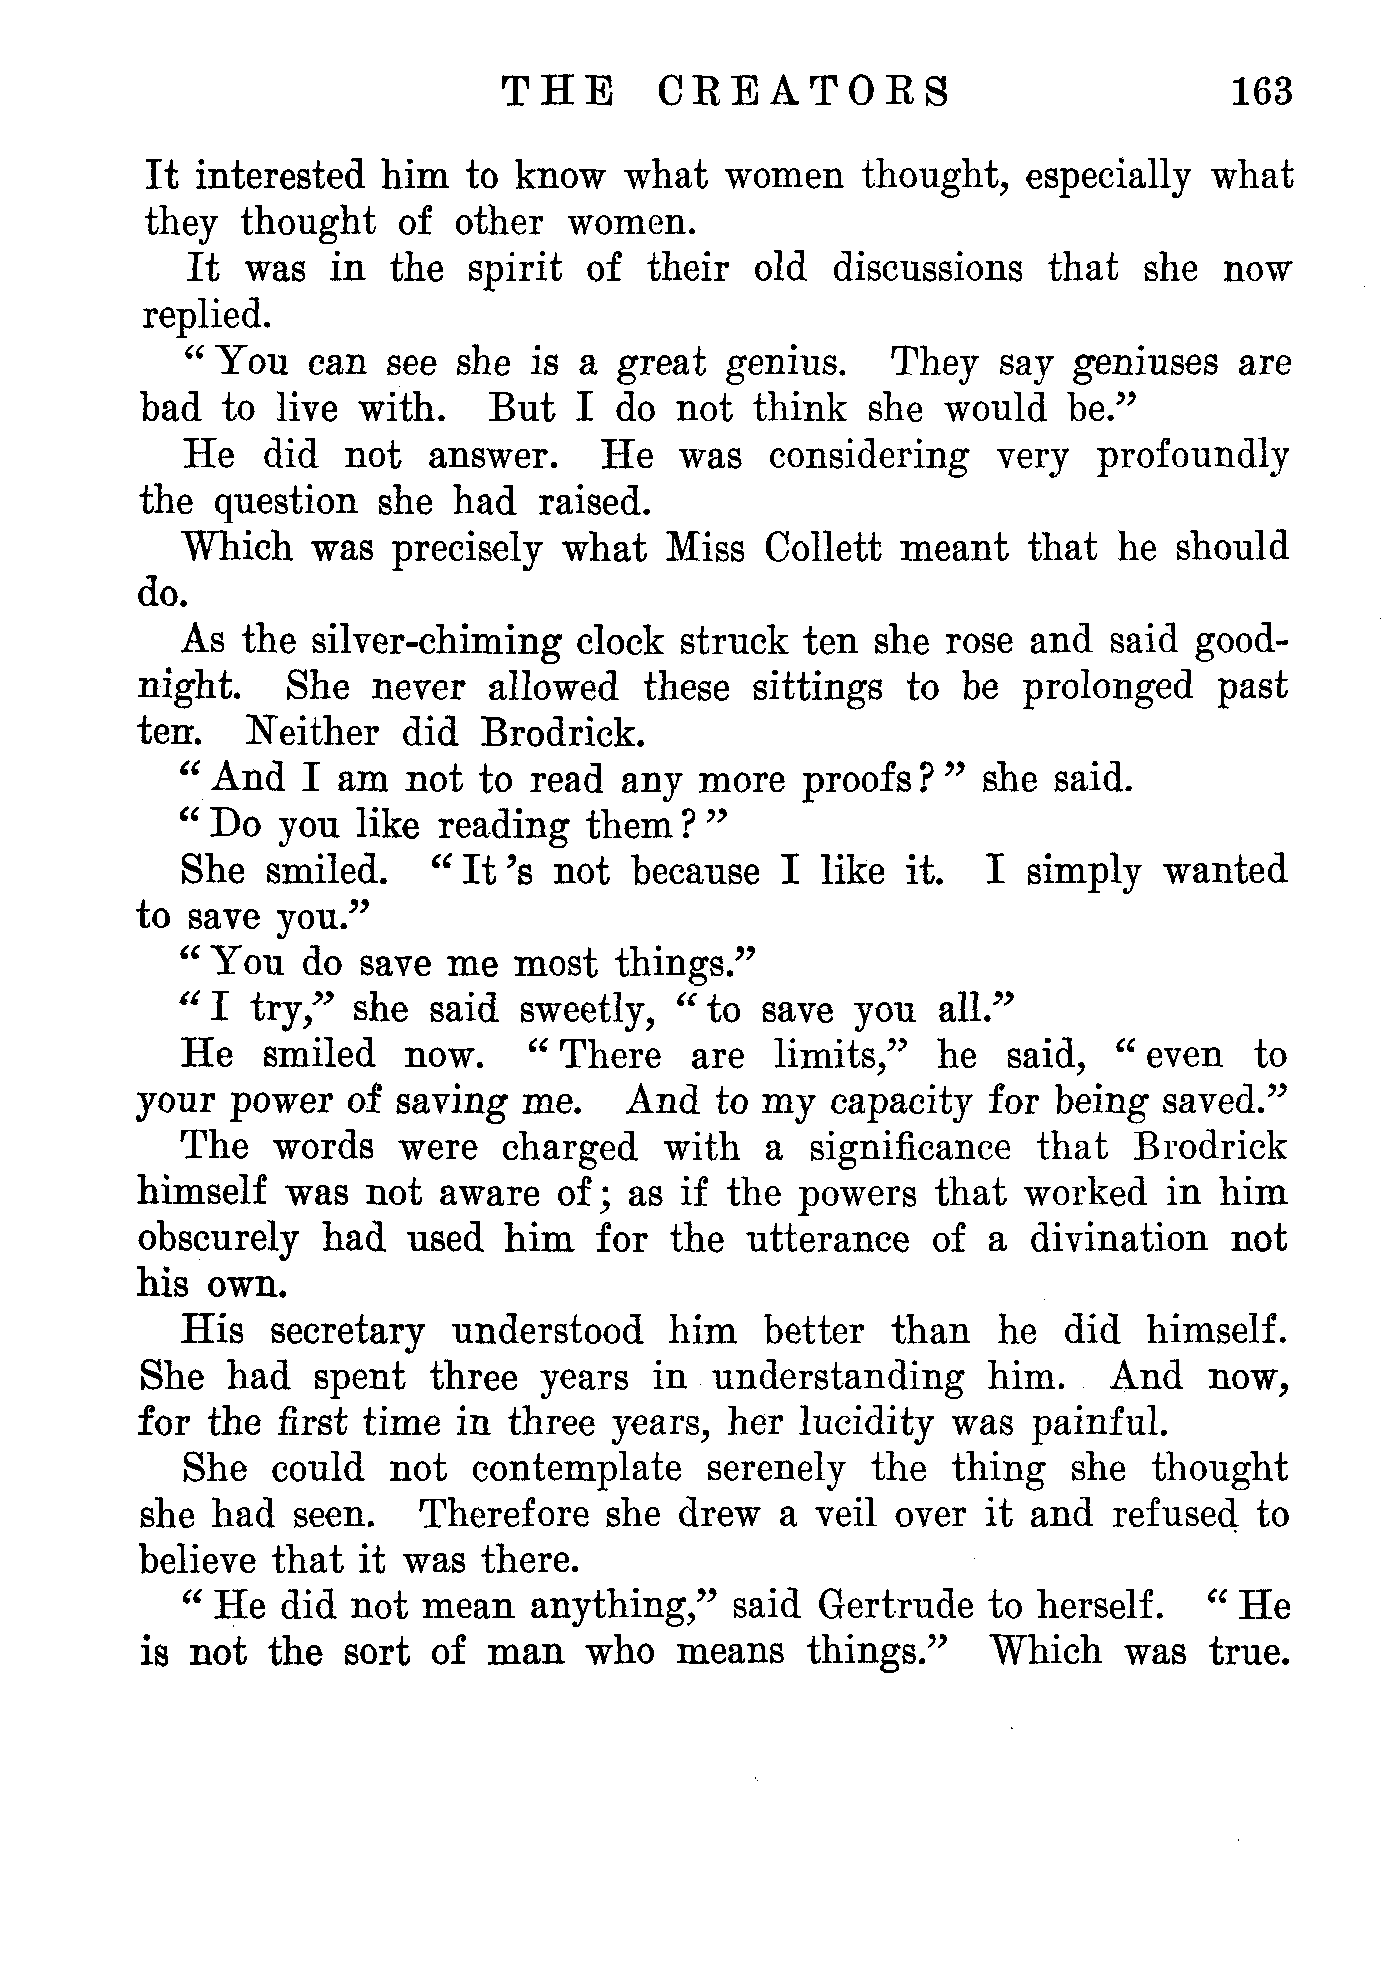 THE CREATORS 163
It interested him to know what women thought, especially what
they thought of other women.
It was in the spirit of their old discussions that she now
replied.
“ You can see she is a great genius. They say geniuses are
bad to live with. But I do not think she would be.”
He did not answer. He was considering very profoundly
the question she had raised.
Which was precisely what Miss Collett meant that he should
do.
As the silver-chiming clock struck ten she rose and said good-
night. She never allowed these sittings to be prolonged past
ten. Neither did Brodrick.
“ And I am not to read any more proofs? ” she said.
“ Do you like reading them? ”
She smiled. “ It 's not because I like it. I simply wanted
to save you.”
“ You do save me most things.”
“ I try,” she said sweetly, “ to save you all.”
He smiled now. “ There are limits,” he said, “ even to
your power of saving me. And to my capacity for being saved.”
The words were charged with a significance that Brodrick
himself was not aware of; as if the powers that worked in him
obscurely had used him for the utterance of a divination not
his own.
His secretary understood him better than he did himself.
She had spent three years in understanding him. And now,
for the first time in three years, her lucidity was painful.
She could not contemplate serenely the thing she thought
she had seen. Therefore she drew a veil over it and refused to
believe that it was there.
“ He did not mean anything,” said Gertrude to herself. “ He
is not the sort of man who means things.” Which was true.